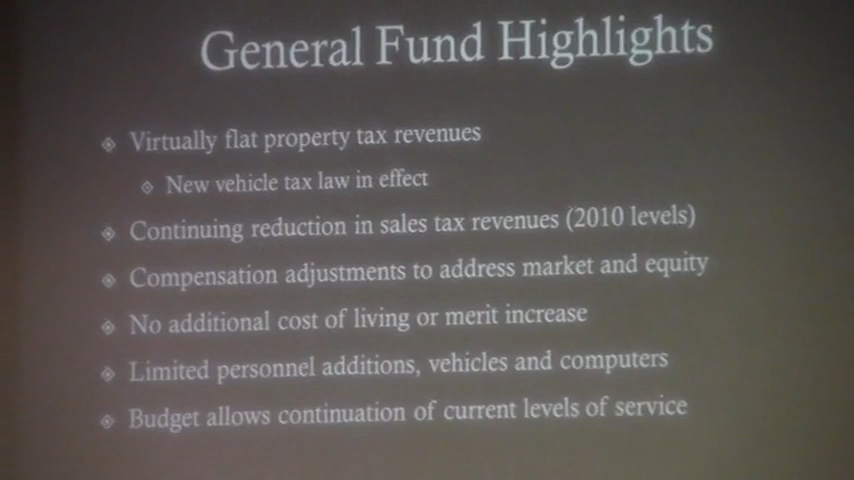 General Fund Highlights
Virtually flat property tax revenues
New vehicle tax law in effect
Continuing reduction in sales tax revenues (2010 levels)
Compensation adjustments to address market and equity
No additional cost of living or merit increase
Limited personnel additions, vehicles and computers
Budget allows continuation of current levels of service